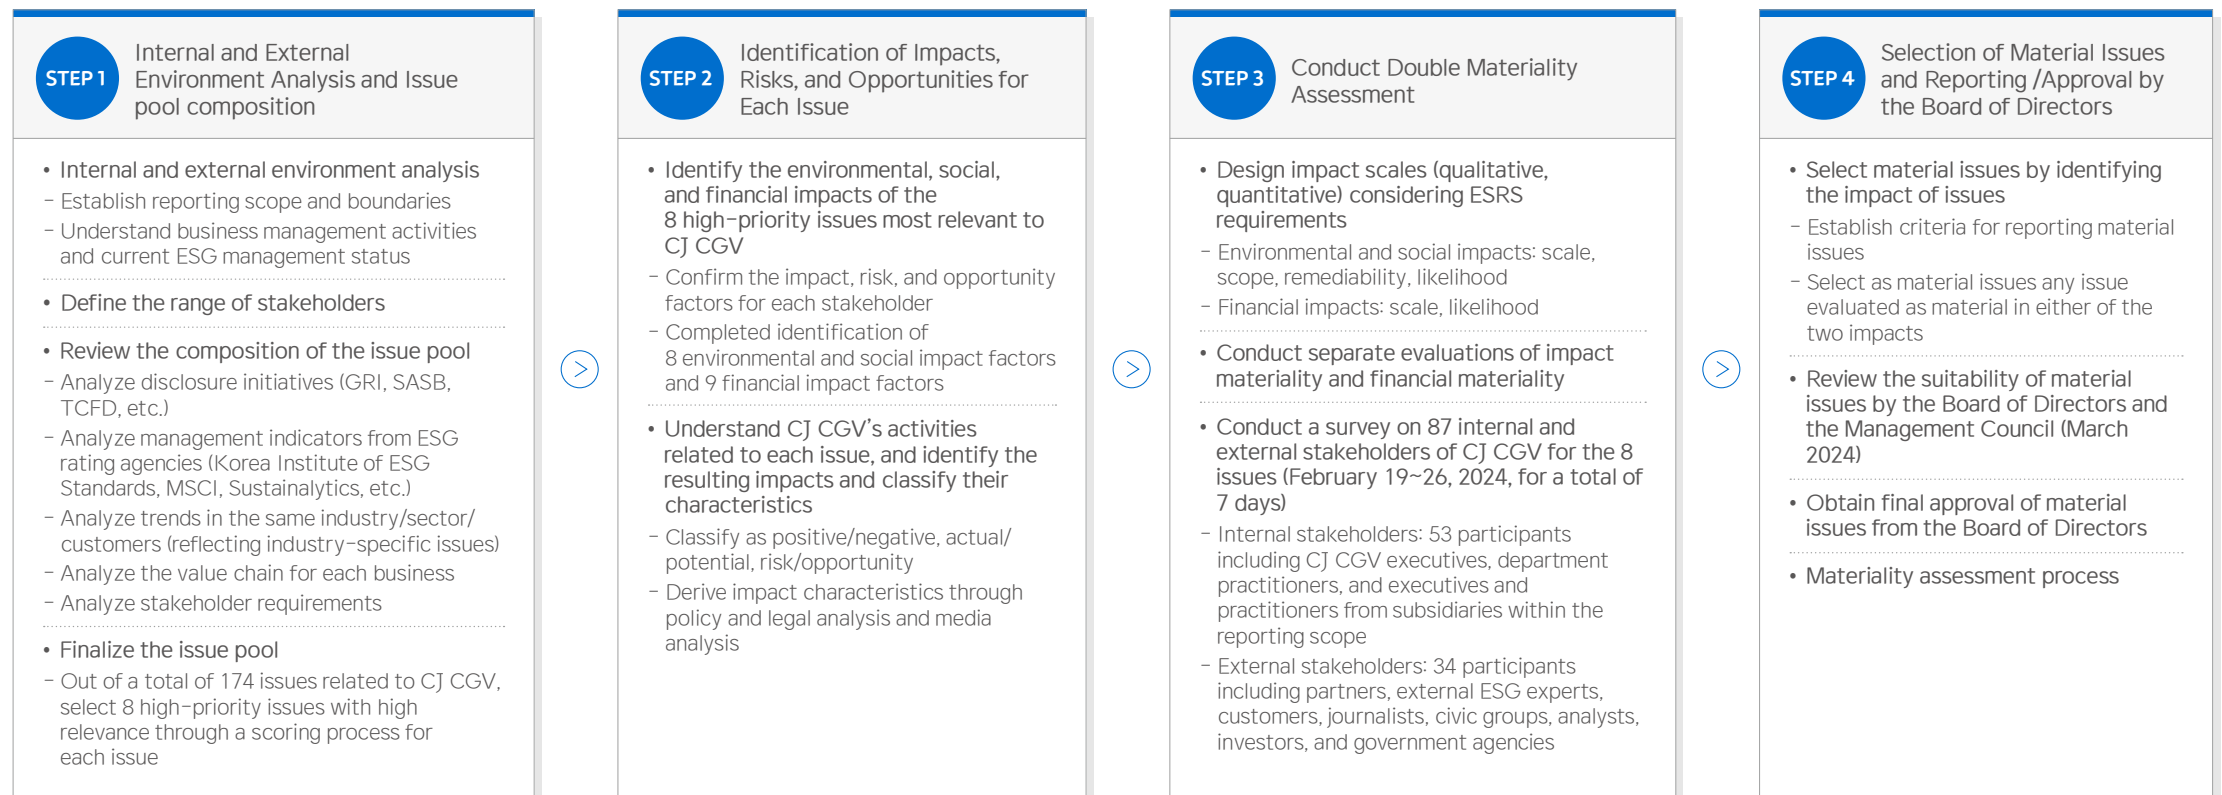 STEP 1
Internal and External
Environment Analysis and Issue
pool composition
• Internal and external environment analysis
- Establish reporting scope and boundaries
- Understand business management activities
and current ESG management status
• Define the range of stakeholders
• Review the composition of the issue pool
- Analyze disclosure initiatives (GRI, SASB,
TCFD, etc.)
- Analyze management indicators from ESG
rating agencies (Korea Institute of ESG
Standards, MSCI, Sustainalytics, etc.)
- Analyze trends in the same industry/sector/
customers (reflecting industry-specific issues)
- Analyze the value chain for each business
- Analyze stakeholder requirements
• Finalize the issue pool
- Out of a total of 174 issues related to CJ CGV,
select 8 high-priority issues with high
relevance through a scoring process for
each issue
STEP 2
Identification of Impacts,
Risks, and Opportunities for
Each Issue
• Identify the environmental, social,
and financial impacts of the
8 high-priority issues most relevant to
CJ CGV
- Confirm the impact, risk, and opportunity
factors for each stakeholder
- Completed identification of
8 environmental and social impact factors
and 9 financial impact factors
• Understand CJ CGV's activities
related to each issue, and identify the
resulting impacts and classify their
characteristics
- Classify as positive/negative, actual/
potential, risk/opportunity
- Derive impact characteristics through
policy and legal analysis and media
analysis
STEP 3
Conduct Double Materiality
Assessment
• Design impact scales (qualitative,
quantitative) considering ESRS
requirements
- Environmental and social impacts: scale,
scope, remediability, likelihood
- Financial impacts: scale, likelihood
• Conduct separate evaluations of impact
materiality and financial materiality
• Conduct a survey on 87 internal and
external stakeholders of CJ CGV for the 8
issues (February 19~26, 2024, for a total of
7 days)
- Internal stakeholders: 53 participants
including CJ CGV executives, department
practitioners, and executives and
practitioners from subsidiaries within the
reporting scope
- External stakeholders: 34 participants
including partners, external ESG experts,
customers, journalists, civic groups, analysts,
investors, and government agencies
STEP 4
Selection of Material Issues
and Reporting /Approval by
the Board of Directors
• Select material issues by identifying
the impact of issues
- Establish criteria for reporting material
issues
- Select as material issues any issue
evaluated as material in either of the
two impacts
• Review the suitability of material
issues by the Board of Directors and
the Management Council (March
2024)
• Obtain final approval of material
issues from the Board of Directors
• Materiality assessment process